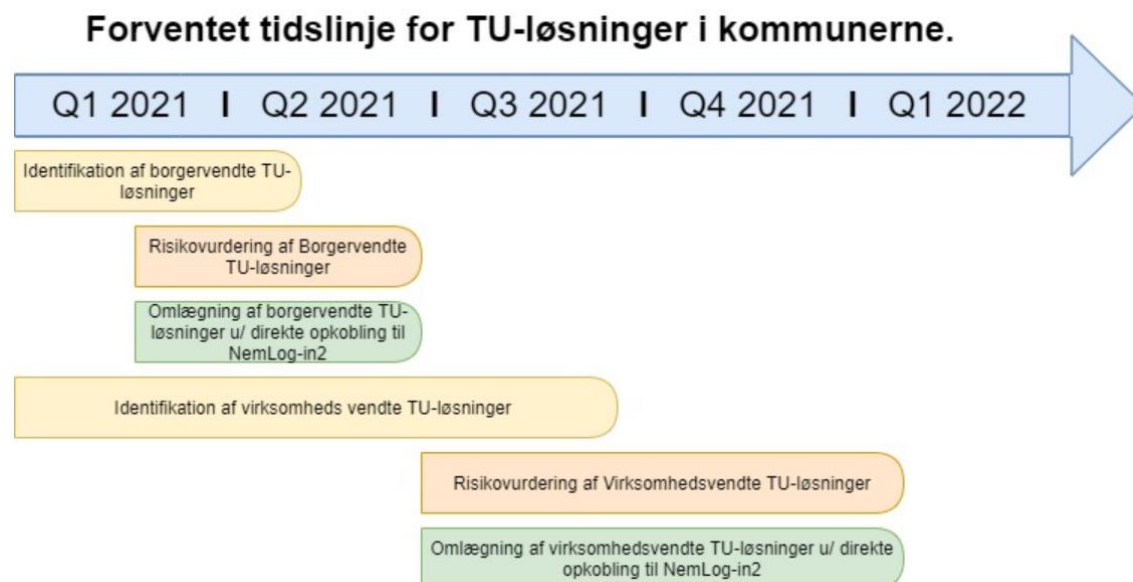 Forventet tidslinje for TU-løsninger i kommunerne.
Q1 2021 I Q2 2021 I Q3 2021 I Q4 2021 I Q1 2022
Identifikation af borgervendte TU-
løsninger
Risikovurdering af Borgervendte
TU-løsninger
Omlægning af borgervendte TU-
løsninger u/ direkte opkobling til
NemLog-in2
Identifikation af virksomheds vendte TU-løsninger
Risikovurdering af Virksomhedsvendte TU-løsninger
Omlægning af virksomhedsvendte TU-løsninger u/ direkte
opkobling til NemLog-in2